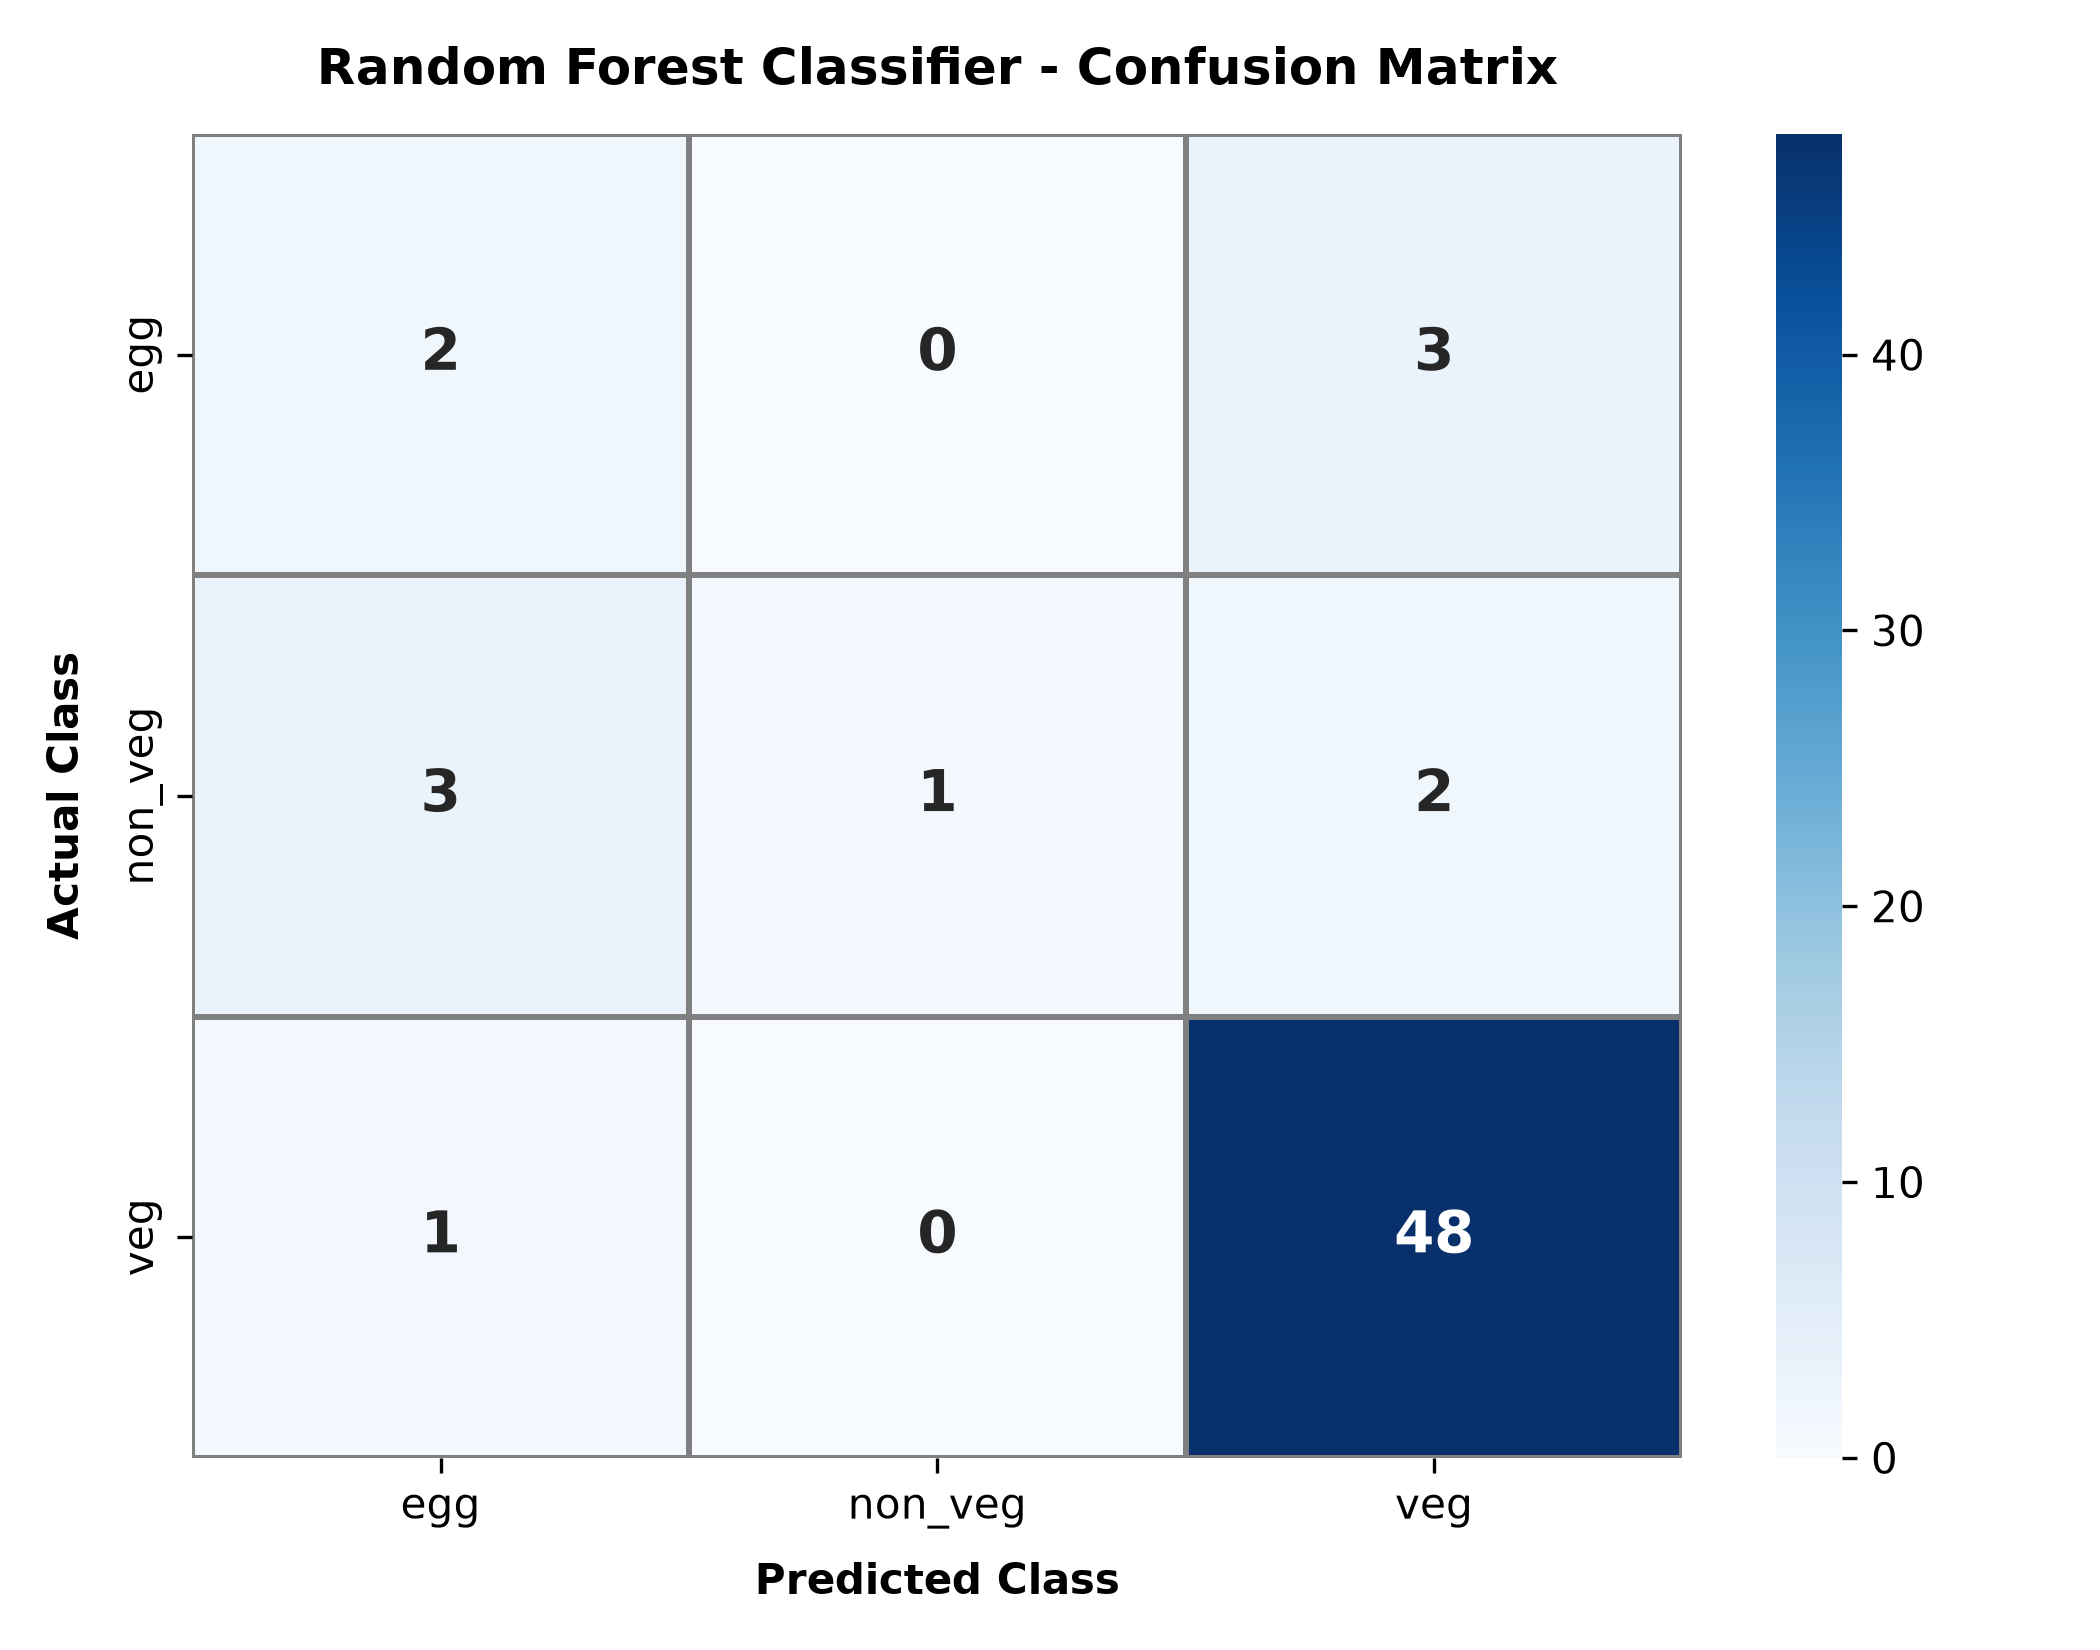 Random Forest Classifier - Confusion Matrix
Actual Class
egg
2 0 3
non_veg
3 1 2
veg
1 0 48
egg non_veg veg
Predicted Class
40
30
20
10
0